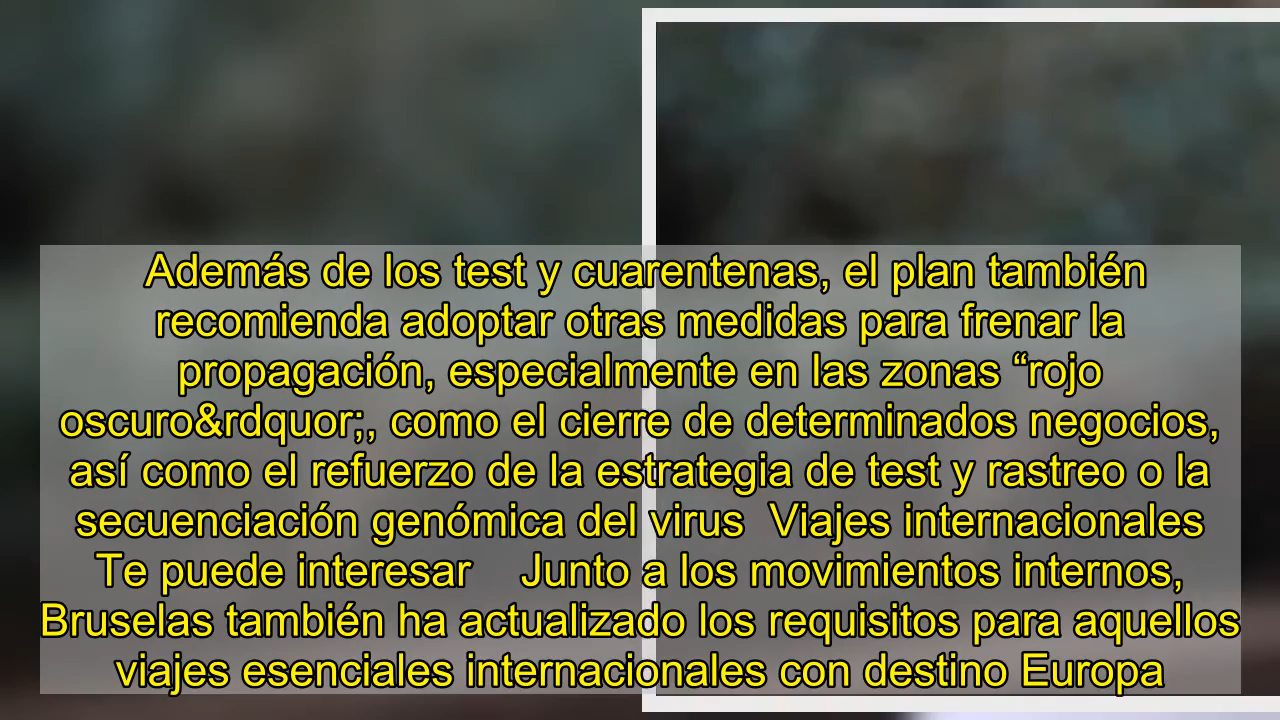 Además de los test y cuarentenas, el plan también
recomienda adoptar otras medidas para frenar la
propagación, especialmente en las zonas “rojo
oscuro&rdquor;, como el cierre de determinados negocios,
así como el refuerzo de la estrategia de test y rastreo o la
secuenciación genómica del virus  Viajes internacionales
Te puede interesar    Junto a los movimientos internos,
Bruselas también ha actualizado los requisitos para aquellos
viajes esenciales internacionales con destino Europa